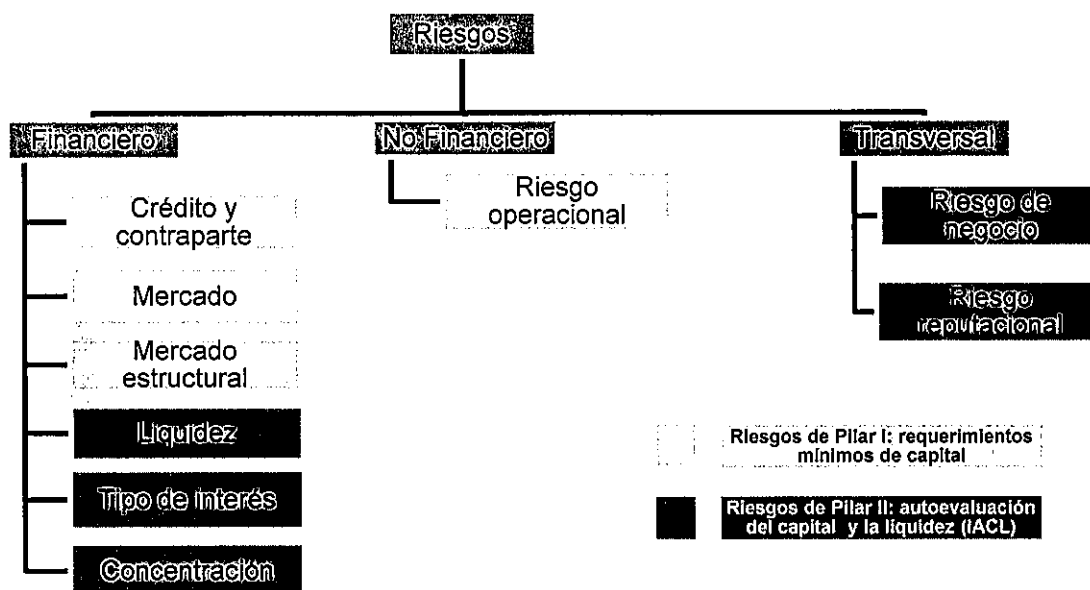 Riesgos
Financiero
No Financiero
Transversal
Crédito y
contraparte
Mercado
Mercado
estructural
Liquidez
Tipo de interés
Concentración
Riesgo
operacional
Riesgo de
negocio
Riesgo
reputacional
Riesgos de Pilar I: requerimientos
mínimos de capital
Riesgos de Pilar II: autoevaluación
del capital y la liquidez (IACL)